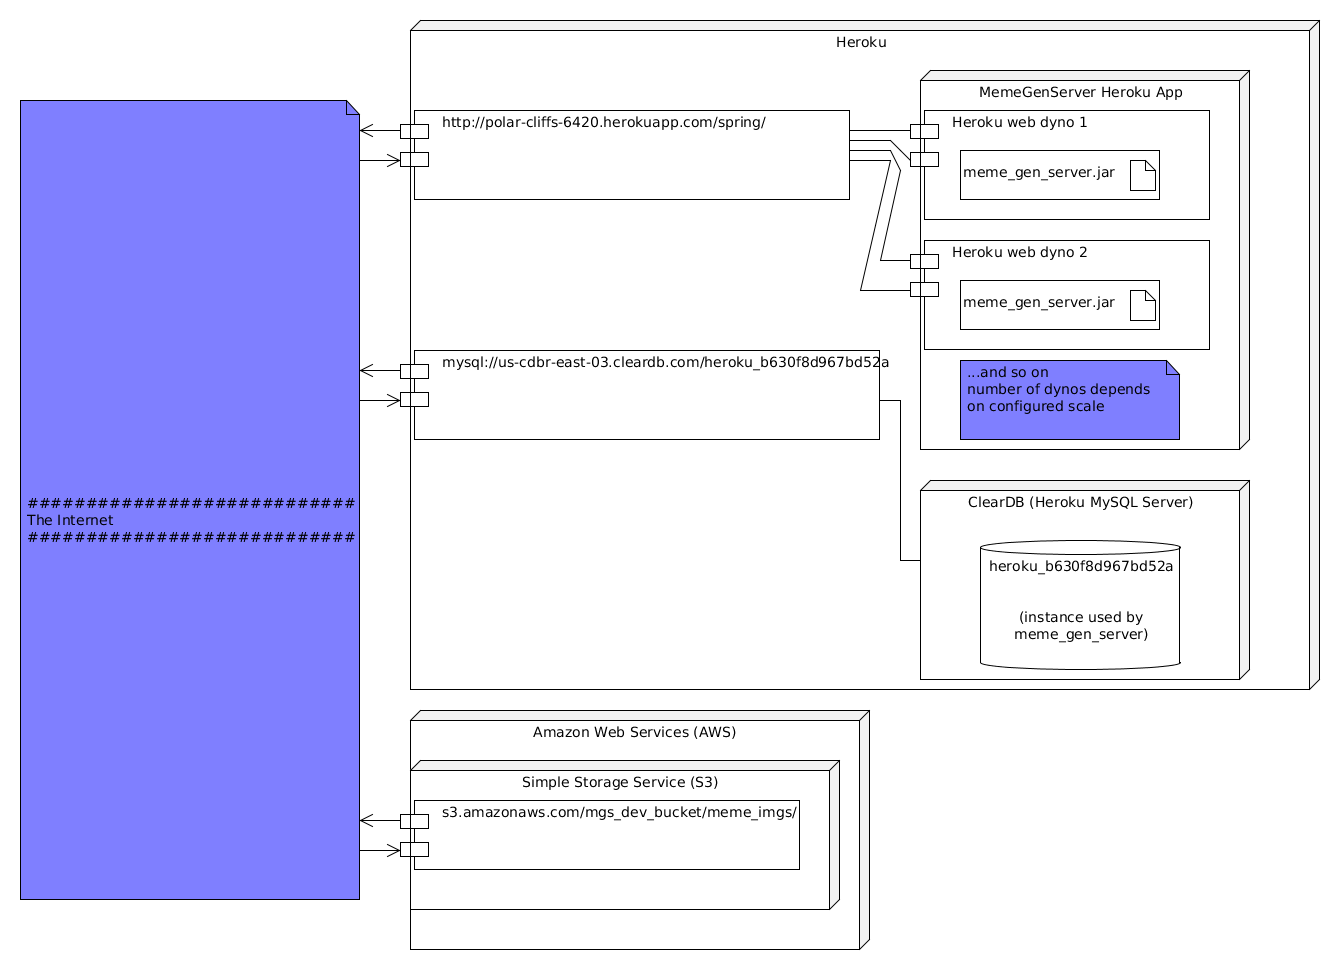 Heroku
MemeGenServer Heroku App
http://polar-cliffs-6420.herokuapp.com/spring/
Heroku web dyno 1
meme_gen_server.jar
Heroku web dyno 2
meme_gen_server.jar
mysql://us-cdbr-east-03.cleardb.com/heroku_b630f8d967bd52a
...and so on
number of dynos depends
on configured scale
############################
The Internet
############################
ClearDB (Heroku MySQL Server)
heroku_b630f8d967bd52a
(instance used by
meme_gen_server)
Amazon Web Services (AWS)
Simple Storage Service (S3)
s3.amazonaws.com/mgs_dev_bucket/meme_imgs/